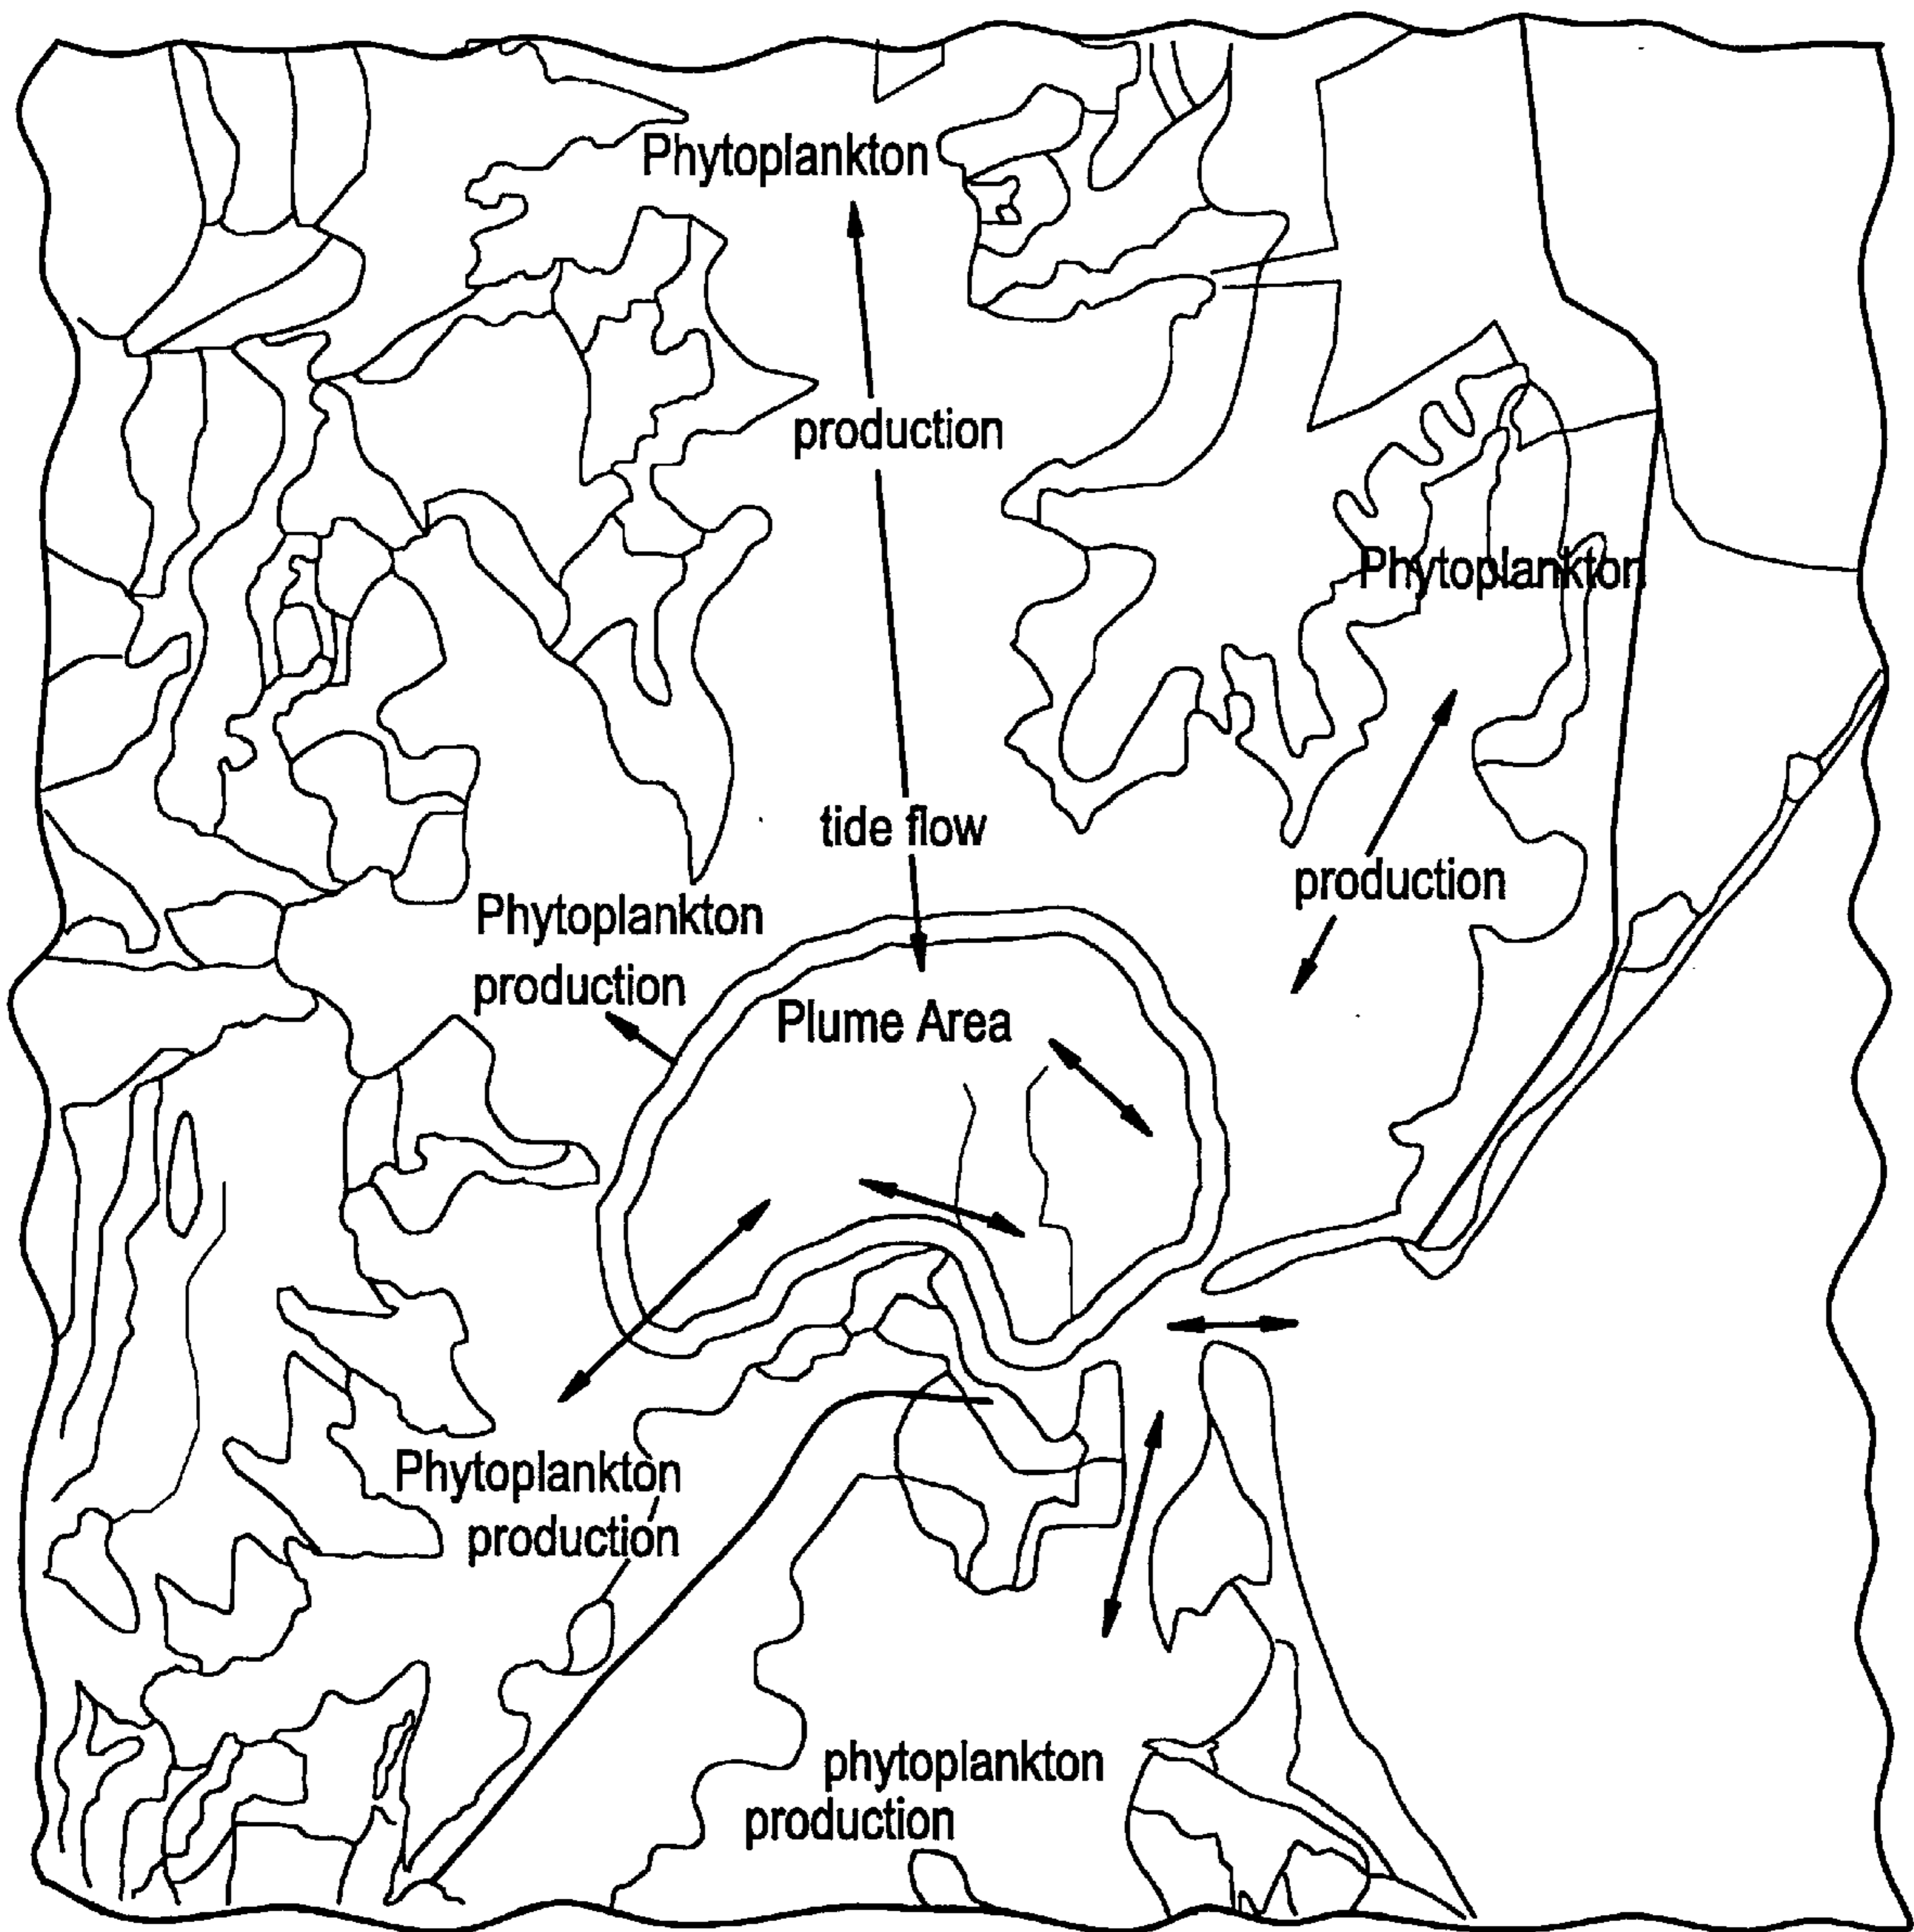 Phytoplankton
production
Phytoplankton
tide flow
production
Phytoplankton
production
Plume Area
Phytoplankton
production
phytoplankton
production